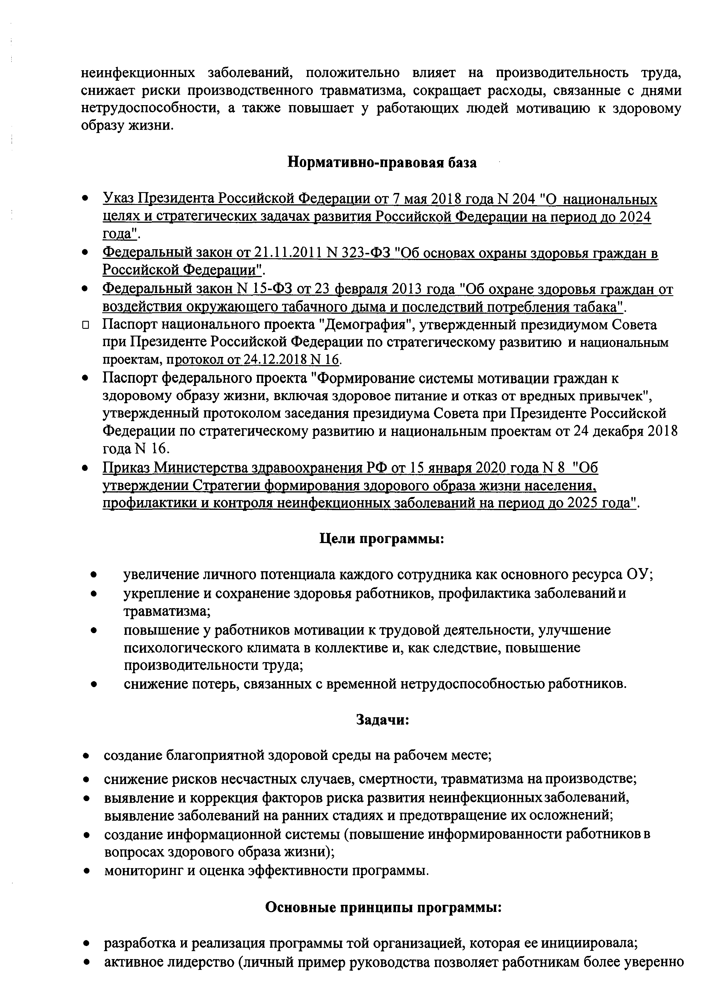 неинфекционных заболеваний, положительно влияет на производительность труда,
снижает риски производственного травматизма, сокращает расходы, связанные с днями
нетрудоспособности, а также повышает у работающих людей мотивацию к здоровому
образу жизни.
Нормативно-правовая база
• Указ Президента Российской Федерации от 7 мая 2018 года N 204 "О национальных
целях и стратегических задачах развития Российской Федерации на период до 2024
года".
• Федеральный закон от 21.11.2011 N 323-ФЗ "Об основах охраны здоровья граждан в
Российской Федерации".
• Федеральный закон N 15-ФЗ от 23 февраля 2013 года "Об охране здоровья граждан от
воздействия окружающего табачного дыма и последствий потребления табака".
□ Паспорт национального проекта "Демография", утвержденный президиумом Совета
при Президенте Российской Федерации по стратегическому развитию и национальным
проектам, протокол от 24.12.2018 N 16.
• Паспорт федерального проекта "Формирование системы мотивации граждан к
здоровому образу жизни, включая здоровое питание и отказ от вредных привычек",
утвержденный протоколом заседания президиума Совета при Президенте Российской
Федерации по стратегическому развитию и национальным проектам от 24 декабря 2018
года N 16.
• Приказ Министерства здравоохранения РФ от 15 января 2020 года N 8 "Об
утверждении Стратегии формирования здорового образа жизни населения,
профилактики и контроля неинфекционных заболеваний на период до 2025 года".
Цели программы:
• увеличение личного потенциала каждого сотрудника как основного ресурса ОУ;
• укрепление и сохранение здоровья работников, профилактика заболеваний и
травматизма;
• повышение у работников мотивации к трудовой деятельности, улучшение
психологического климата в коллективе и, как следствие, повышение
производительности труда;
• снижение потерь, связанных с временной нетрудоспособностью работников.
Задачи:
• создание благоприятной здоровой среды на рабочем месте;
• снижение рисков несчастных случаев, смертности, травматизма на производстве;
• выявление и коррекция факторов риска развития неинфекционных заболеваний,
выявление заболеваний на ранних стадиях и предотвращение их осложнений;
• создание информационной системы (повышение информированности работников в
вопросах здорового образа жизни);
• мониторинг и оценка эффективности программы.
Основные принципы программы:
• разработка и реализация программы той организацией, которая ее инициировала;
• активное лидерство (личный пример руководства позволяет работникам более уверенно